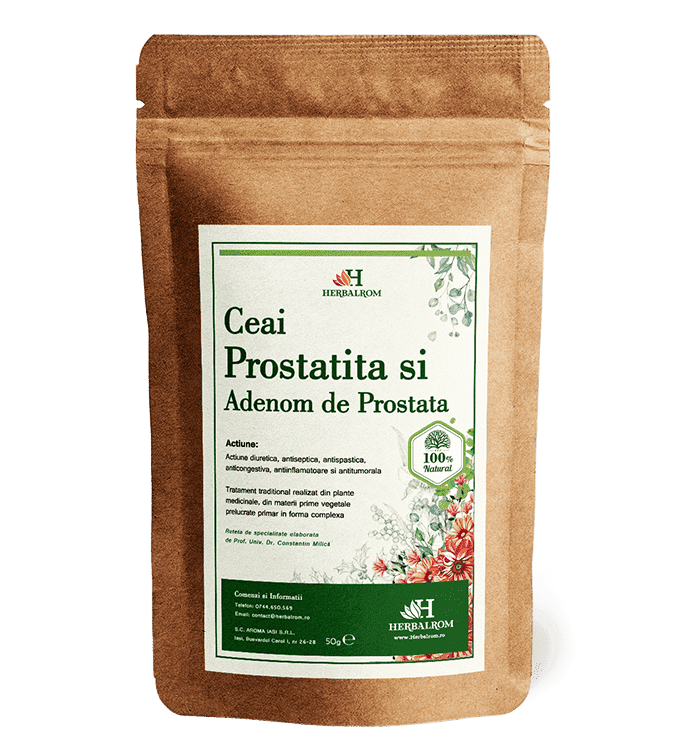 H
HERBALROM
Ceai
Prostatita si
Adenom de Prostata
Actiune:
Actiune diuretica, antiseptica, antispastica,
anticongestiva, antiinflamatoare si antitumorala
100%
Natural
Tratament traditional realizat din plante
medicinale, din materii prime vegetale
prelucrate primar in forma complexa
Reteta de specialitate elaborata
de Prof. Univ. Dr. Constantin Milică
Comenzi si Informatii
Telefon: 0744.650.569
Email: contact@herbalrom.ro
S.C. AROMA IASI S.R.L.
Iasi, Buevardul Carol I, nr 26-28
50g e
H
HERBALROM
www.Herbalrom.ro